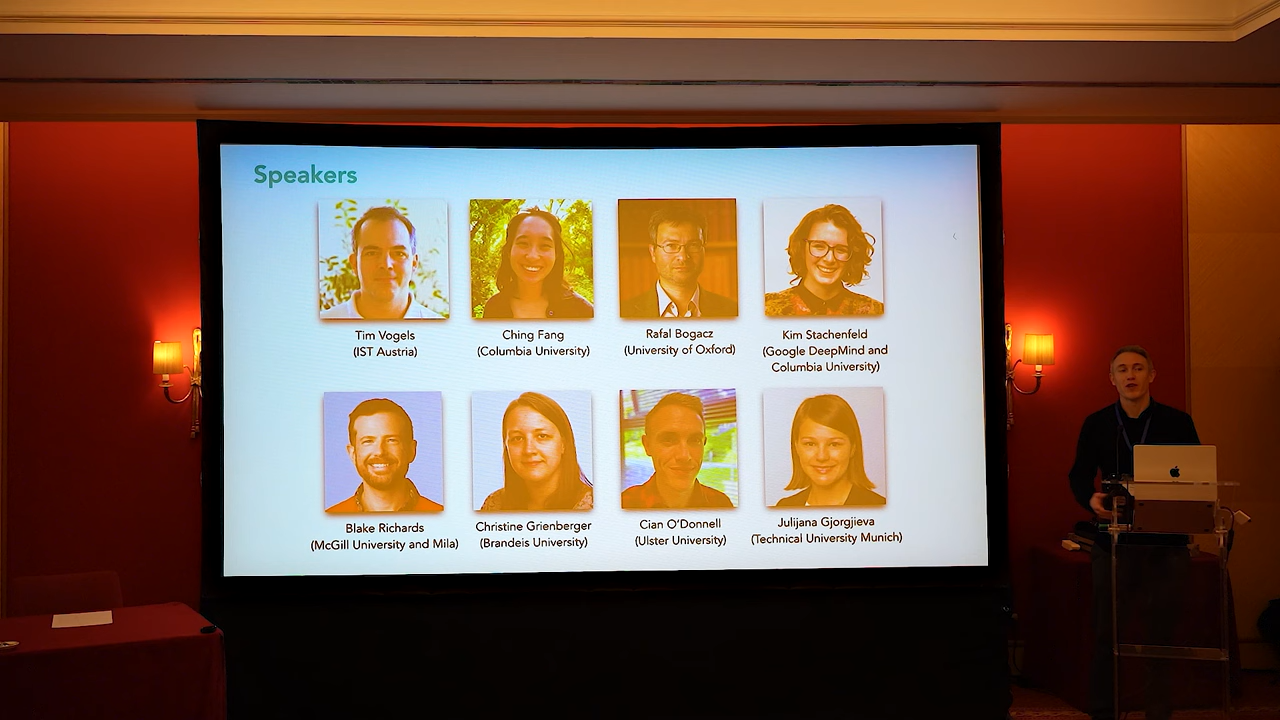 Speakers
Tim Vogels
(IST Austria)
Ching Fang
(Columbia University)
Rafal Bogacz
(University of Oxford)
Kim Stachenfeld
(Google DeepMind and
Columbia University)
Blake Richards
(McGill University and Mila)
Christine Grienberger
(Brandeis University)
Cian O'Donnell
(Ulster University)
Julijana Gjorgjieva
(Technical University Munich)